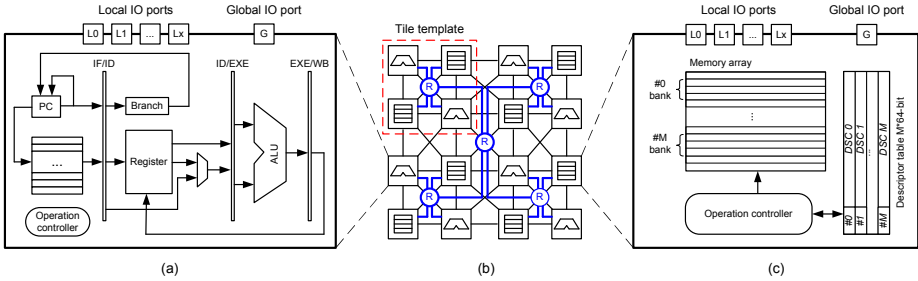 Local IO ports
Global IO port
L0 L1 ... Lx
G
IF/ID
ID/EXE
EXE/WB
PC
Branch
...
Register
ALU
Operation
controller
(a)
Tile template
R
R
R
R
R
(b)
Local IO ports
Global IO port
L0 L1 ... Lx
G
Memory array
#0
bank
...
#M
bank
Operation controller
DSC 0
DSC 1
...
DSC M
#0
#1
#M
Descriptor table M*64-bit
(c)